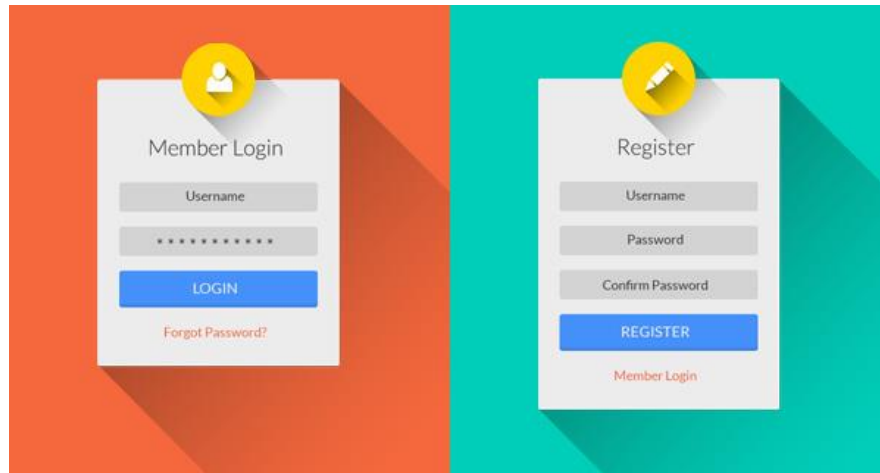 Member Login
Username
***********
LOGIN
Forgot Password?
Register
Username
Password
Confirm Password
REGISTER
Member Login